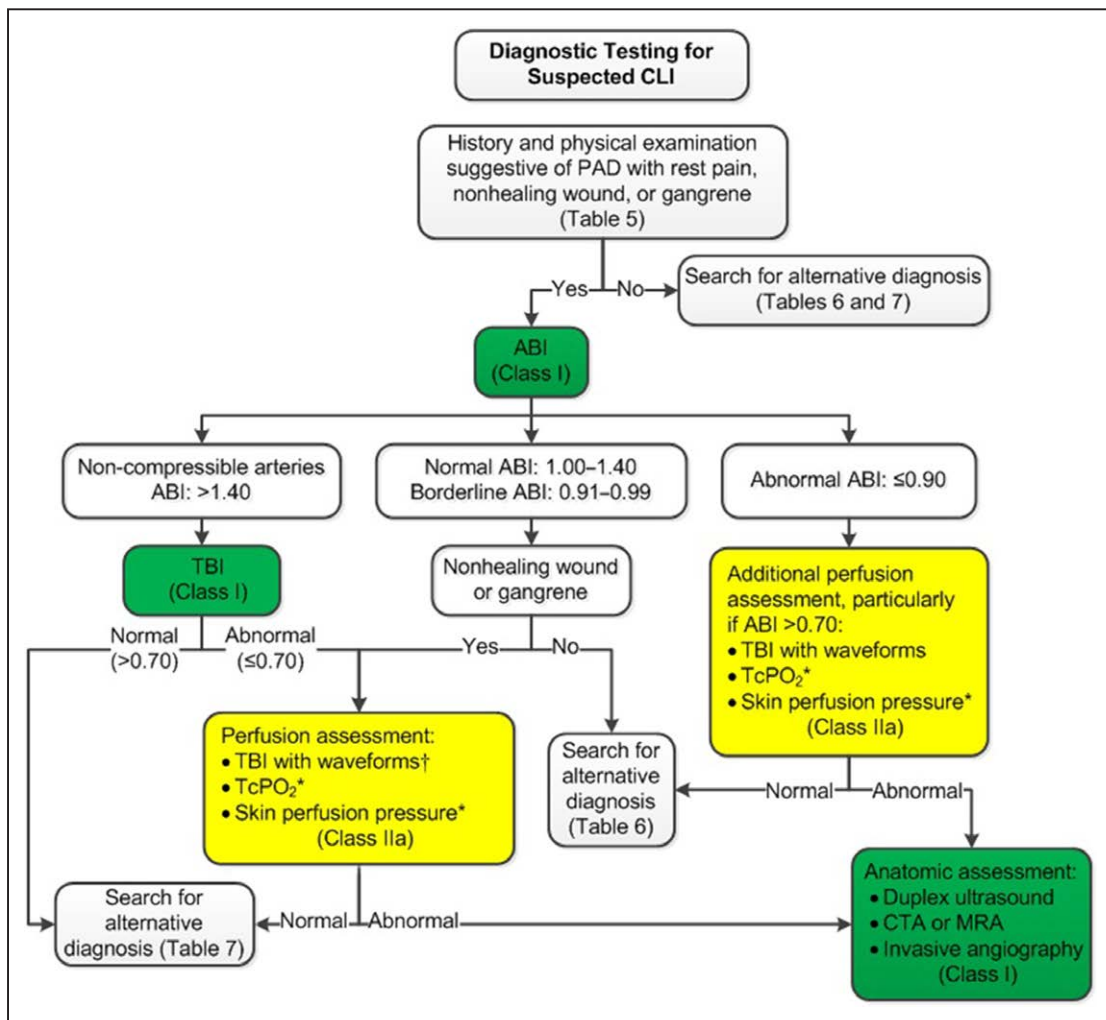 Diagnostic Testing for
Suspected CLI
History and physical examination
suggestive of PAD with rest pain,
nonhealing wound, or gangrene
(Table 5)
Yes
No
Search for alternative diagnosis
(Tables 6 and 7)
ABI
(Class I)
Non-compressible arteries
ABI: >1.40
Normal ABI: 1.00–1.40
Borderline ABI: 0.91–0.99
Abnormal ABI: ≤0.90
TBI
(Class I)
Nonhealing wound
or gangrene
Additional perfusion
assessment, particularly
if ABI >0.70:
• TBI with waveforms
• TcPO₂*
• Skin perfusion pressure*
(Class IIa)
Normal
(>0.70)
Abnormal
(≤0.70)
Yes
No
Perfusion assessment:
• TBI with waveforms†
• TcPO₂*
• Skin perfusion pressure*
(Class IIa)
Search for
alternative
diagnosis
(Table 6)
Normal
Abnormal
Search for
alternative
diagnosis (Table 7)
Normal
Abnormal
Anatomic assessment:
• Duplex ultrasound
• CTA or MRA
• Invasive angiography
(Class I)